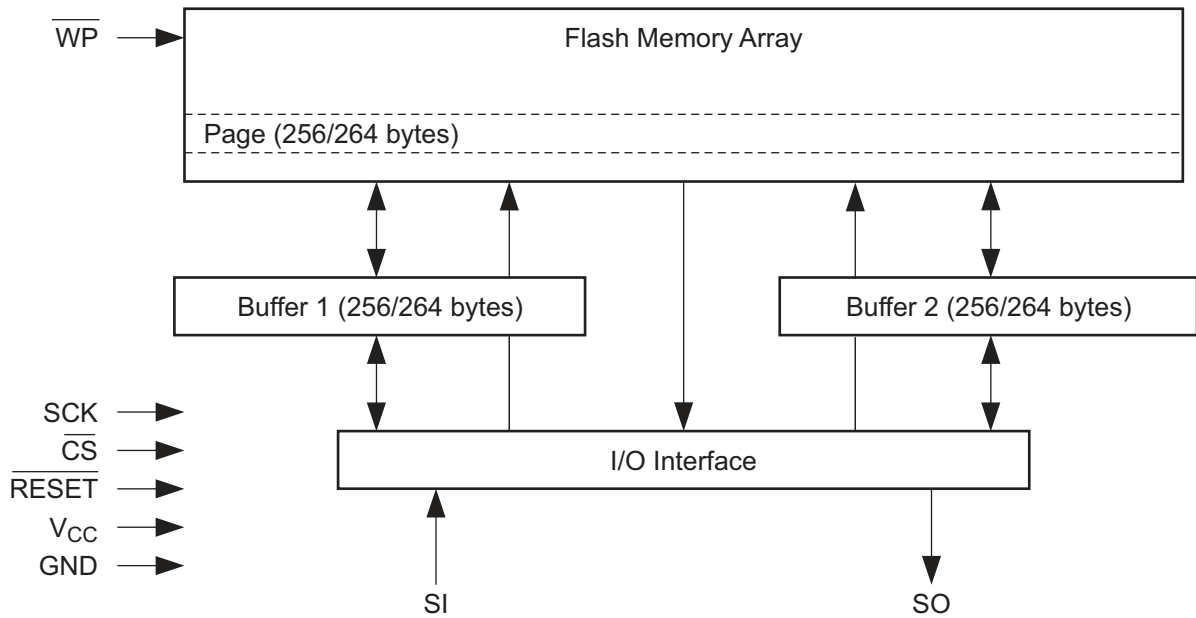 WP
Flash Memory Array
Page (256/264 bytes)
Buffer 1 (256/264 bytes)
Buffer 2 (256/264 bytes)
SCK
CS
RESET
VCC
GND
I/O Interface
SI
SO